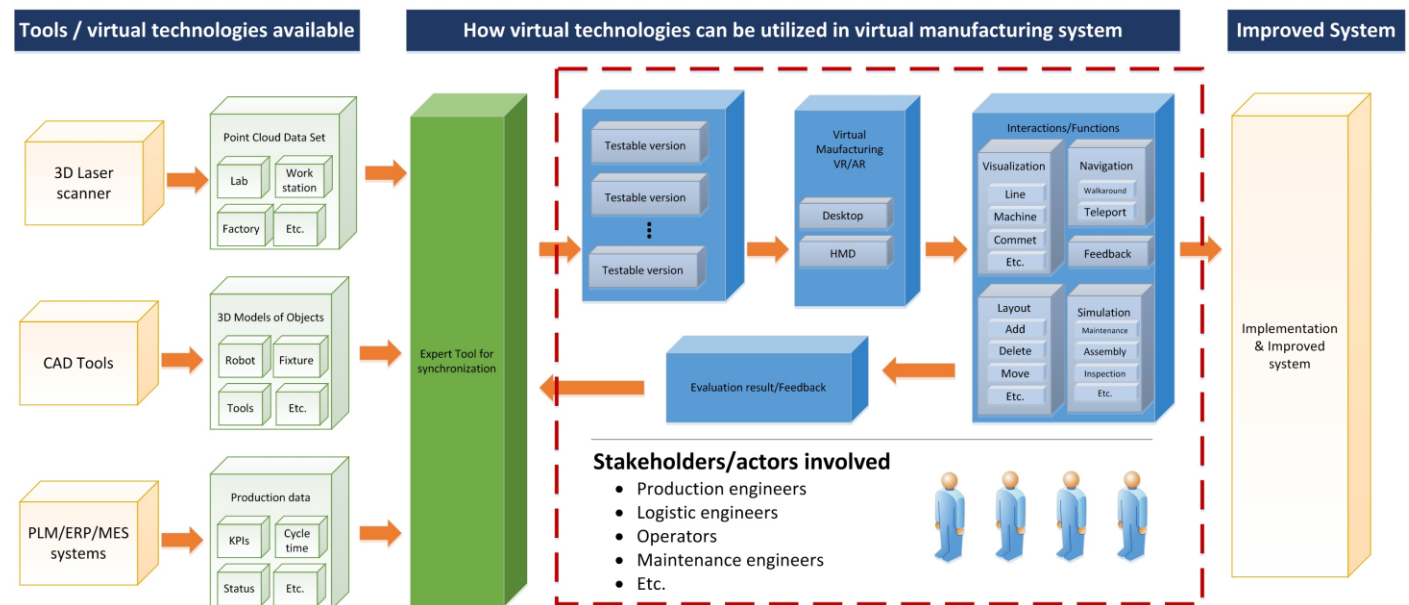 Tools / virtual technologies available
How virtual technologies can be utilized in virtual manufacturing system
Improved System
3D Laser
scanner
Point Cloud Data Set
Lab
Work
station
Factory
Etc.
CAD Tools
3D Models of Objects
Robot
Fixture
Tools
Etc.
PLM/ERP/MES
systems
Production data
KPIs
Cycle
time
Status
Etc.
Expert Tool for
synchronization
Testable version
Testable version
Testable version
Virtual
Maufacturing
VR/AR
Desktop
HMD
Interactions/Functions
Visualization
Line
Machine
Commet
Etc.
Navigation
Walkaround
Teleport
Feedback
Layout
Add
Delete
Move
Etc.
Simulation
Maintenance
Assembly
Inspection
Etc.
Evaluation result/Feedback
Stakeholders/actors involved
• Production engineers
• Logistic engineers
• Operators
• Maintenance engineers
• Etc.
Implementation
& Improved
system